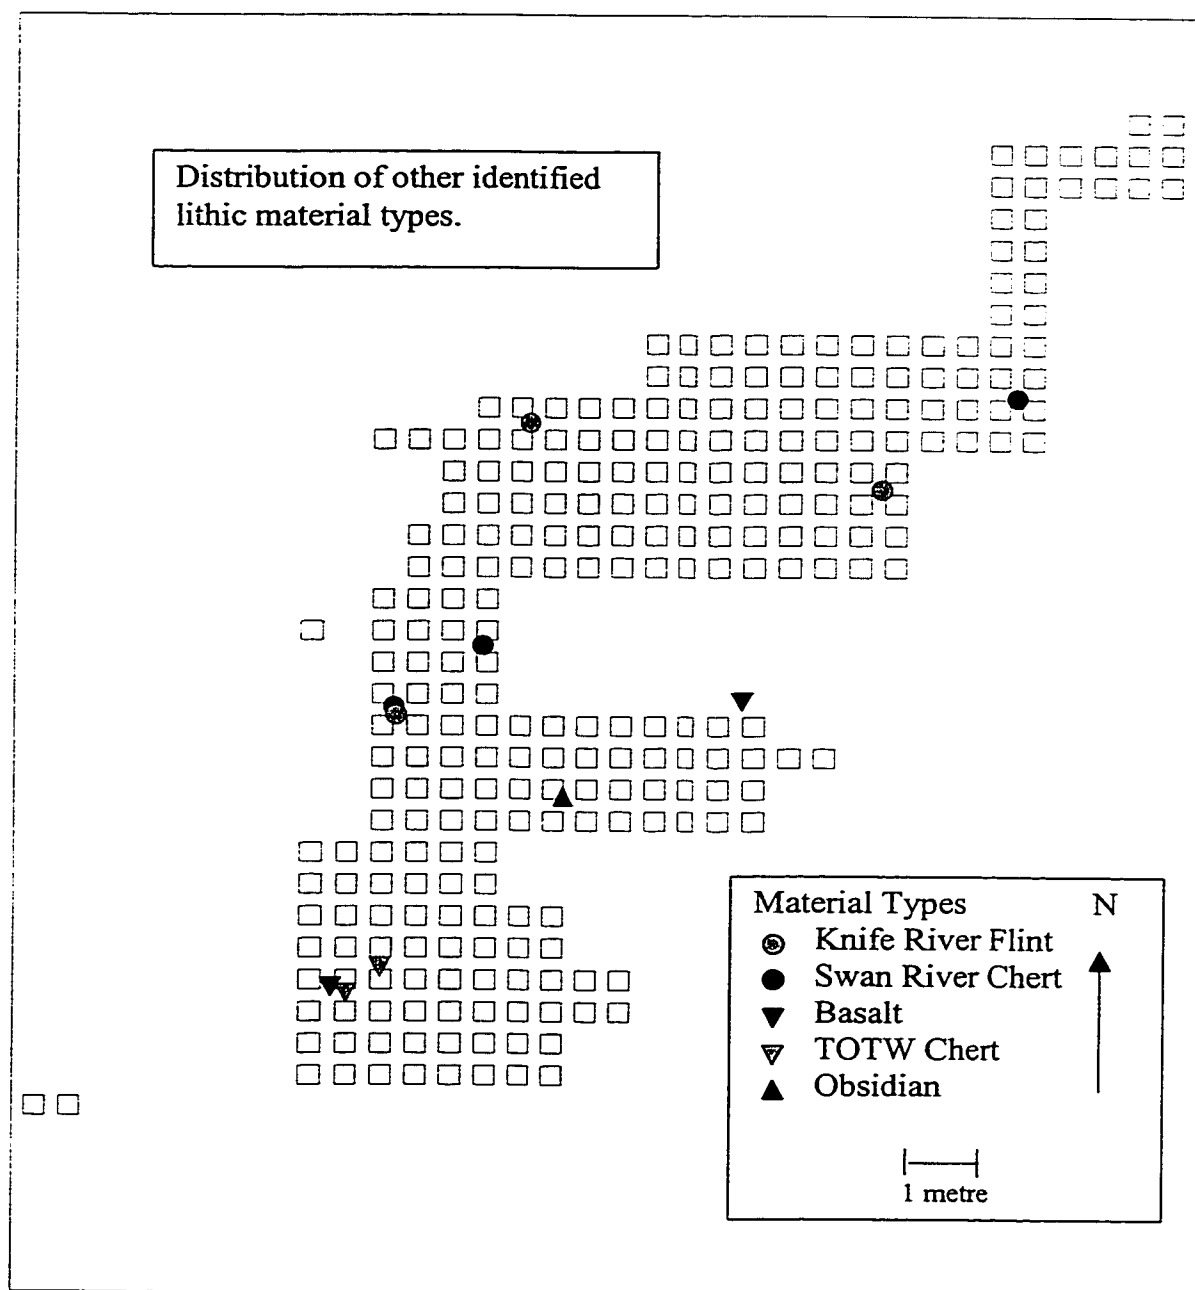 Distribution of other identified
lithic material types.
Material Types
N
Knife River Flint
Swan River Chert
Basalt
TOTW Chert
Obsidian
1 metre